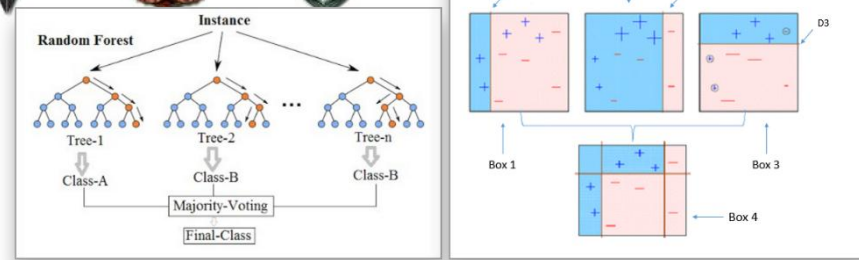 Instance
Random Forest
Tree-1
Tree-2
Tree-n
Class-A
Class-B
Class-B
Majority-Voting
Final-Class
D3
Box 1
Box 3
Box 4